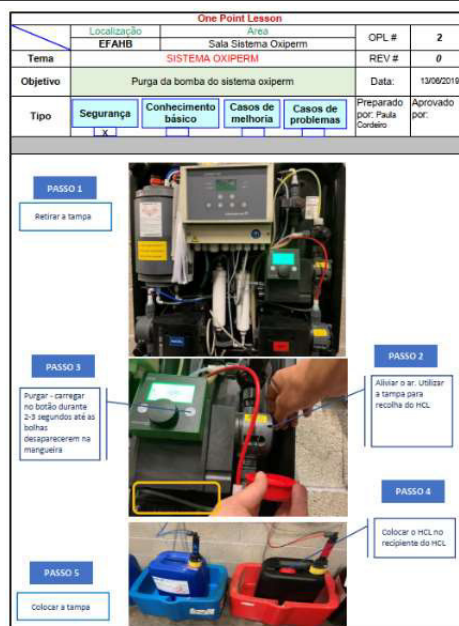 One Point Lesson
Localização
Área
OPL #
2
EFAHB
Sala Sistema Oxiperm
Tema
SISTEMA OXIPERM
REV #
0
Objetivo
Purga da bomba do sistema oxiperm
Data:
13/06/2019
Tipo
Segurança
Conhecimento
básico
Casos de
melhoria
Casos de
problemas
Preparado
por: Paula
Cordeiro
Aprovado
por:
X
PASSO 1
Retirar a tampa
PASSO 2
Aliviar o ar. Utilizar
a tampa para
recolha do HCL
PASSO 3
Purgar - carregar
no botão durante
2-3 segundos até as
bolhas
desaparecerem na
mangueira
PASSO 4
Colocar o HCL no
recipiente do HCL
PASSO 5
Colocar a tampa